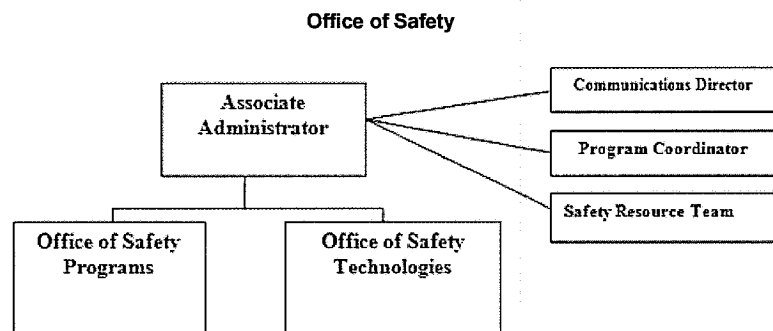 Office of Safety
Associate
Administrator
Communications Director
Program Coordinator
Safety Resource Team
Office of Safety
Programs
Office of Safety
Technologies